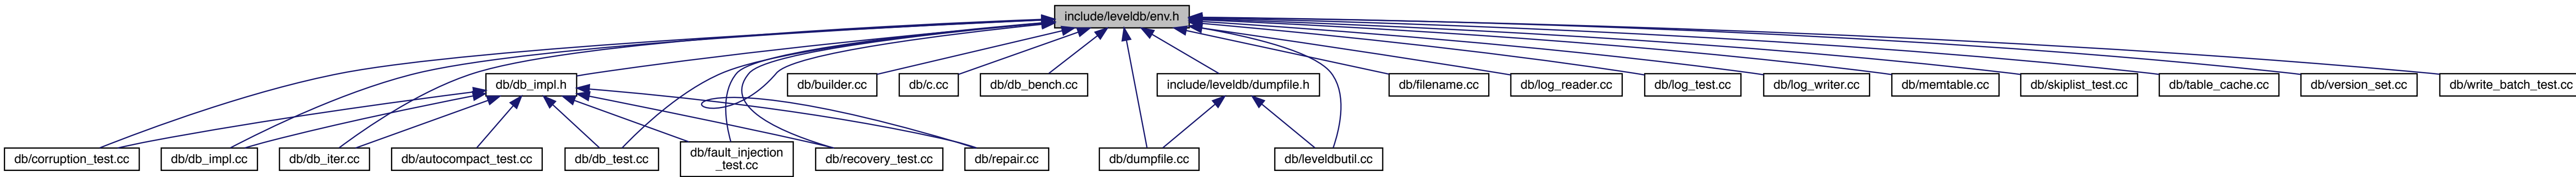 include/leveldb/env.h
db/db_impl.h
db/builder.cc
db/c.cc
db/db_bench.cc
include/leveldb/dumpfile.h
db/filename.cc
db/log_reader.cc
db/log_test.cc
db/log_writer.cc
db/memtable.cc
db/skiplist_test.cc
db/table_cache.cc
db/version_set.cc
db/write_batch_test.cc
db/corruption_test.cc
db/db_impl.cc
db/db_iter.cc
db/autocompact_test.cc
db/db_test.cc
db/fault_injection
_test.cc
db/recovery_test.cc
db/repair.cc
db/dumpfile.cc
db/leveldbutil.cc